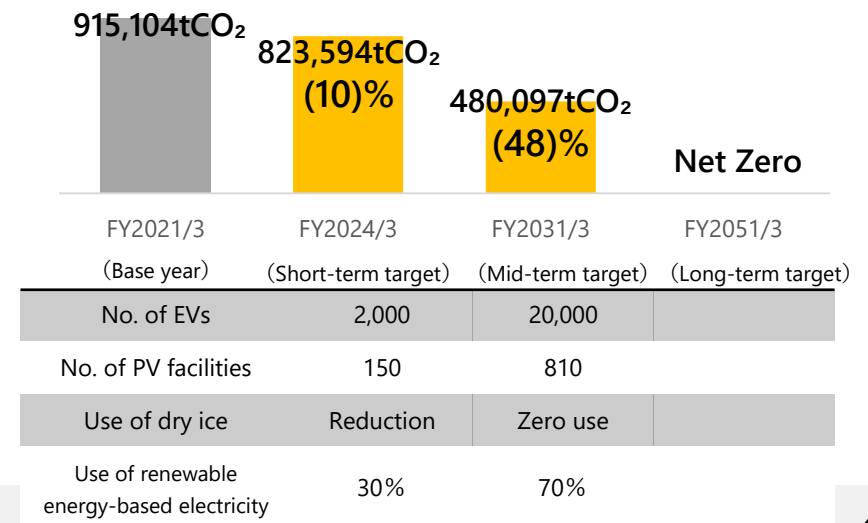 915,104tCO₂
823,594tCO₂
(10)%
480,097tCO₂
(48)%
Net Zero
FY2021/3 FY2024/3 FY2031/3 FY2051/3
(Base year) (Short-term target) (Mid-term target) (Long-term target)
No. of EVs 2,000 20,000
No. of PV facilities 150 810
Use of dry ice Reduction Zero use
Use of renewable
energy-based electricity 30% 70%